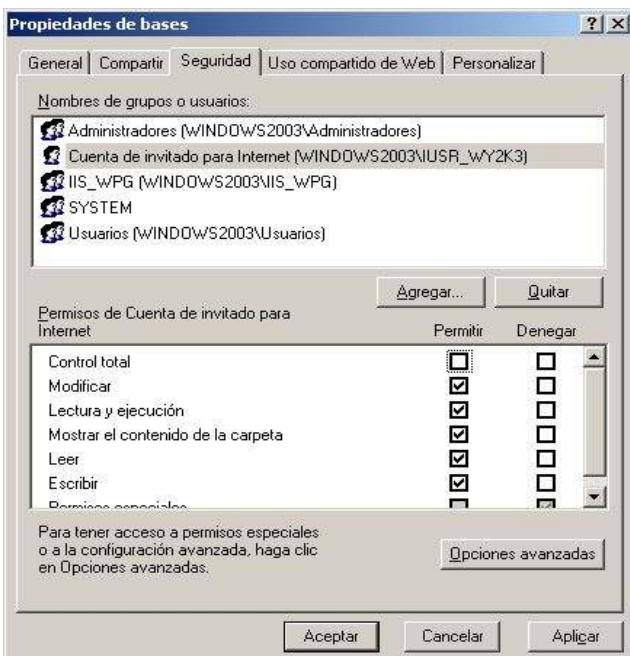 Propiedades de bases
General Compartir Seguridad Uso compartido de Web Personalizar
Nombres de grupos o usuarios:
Administradores (WINDOWS2003\Administradores)
Cuenta de invitado para Internet (WINDOWS2003\IUSR_WY2K3)
IIS_WPG (WINDOWS2003\IIS_WPG)
SYSTEM
Usuarios (WINDOWS2003\Usuarios)
Agregar... Quitar
Permisos de Cuenta de invitado para
Internet Permitir Denegar
Control total
Modificar
Lectura y ejecución
Mostrar el contenido de la carpeta
Leer
Escribir
Permisos especiales
Para tener acceso a permisos especiales
o a la configuración avanzada, haga clic
en Opciones avanzadas.
Opciones avanzadas
Aceptar Cancelar Aplicar